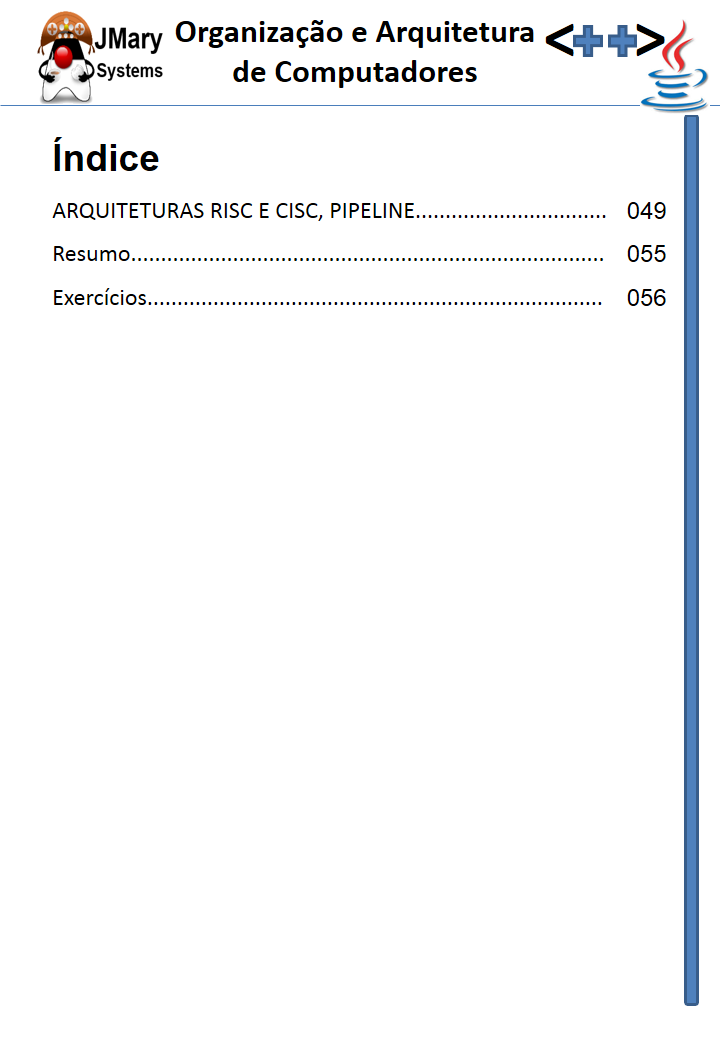 JMary
Systems
Organização e Arquitetura
de Computadores
<++>
Índice
ARQUITETURAS RISC E CISC, PIPELINE................................ 049
Resumo............................................................................... 055
Exercícios............................................................................ 056